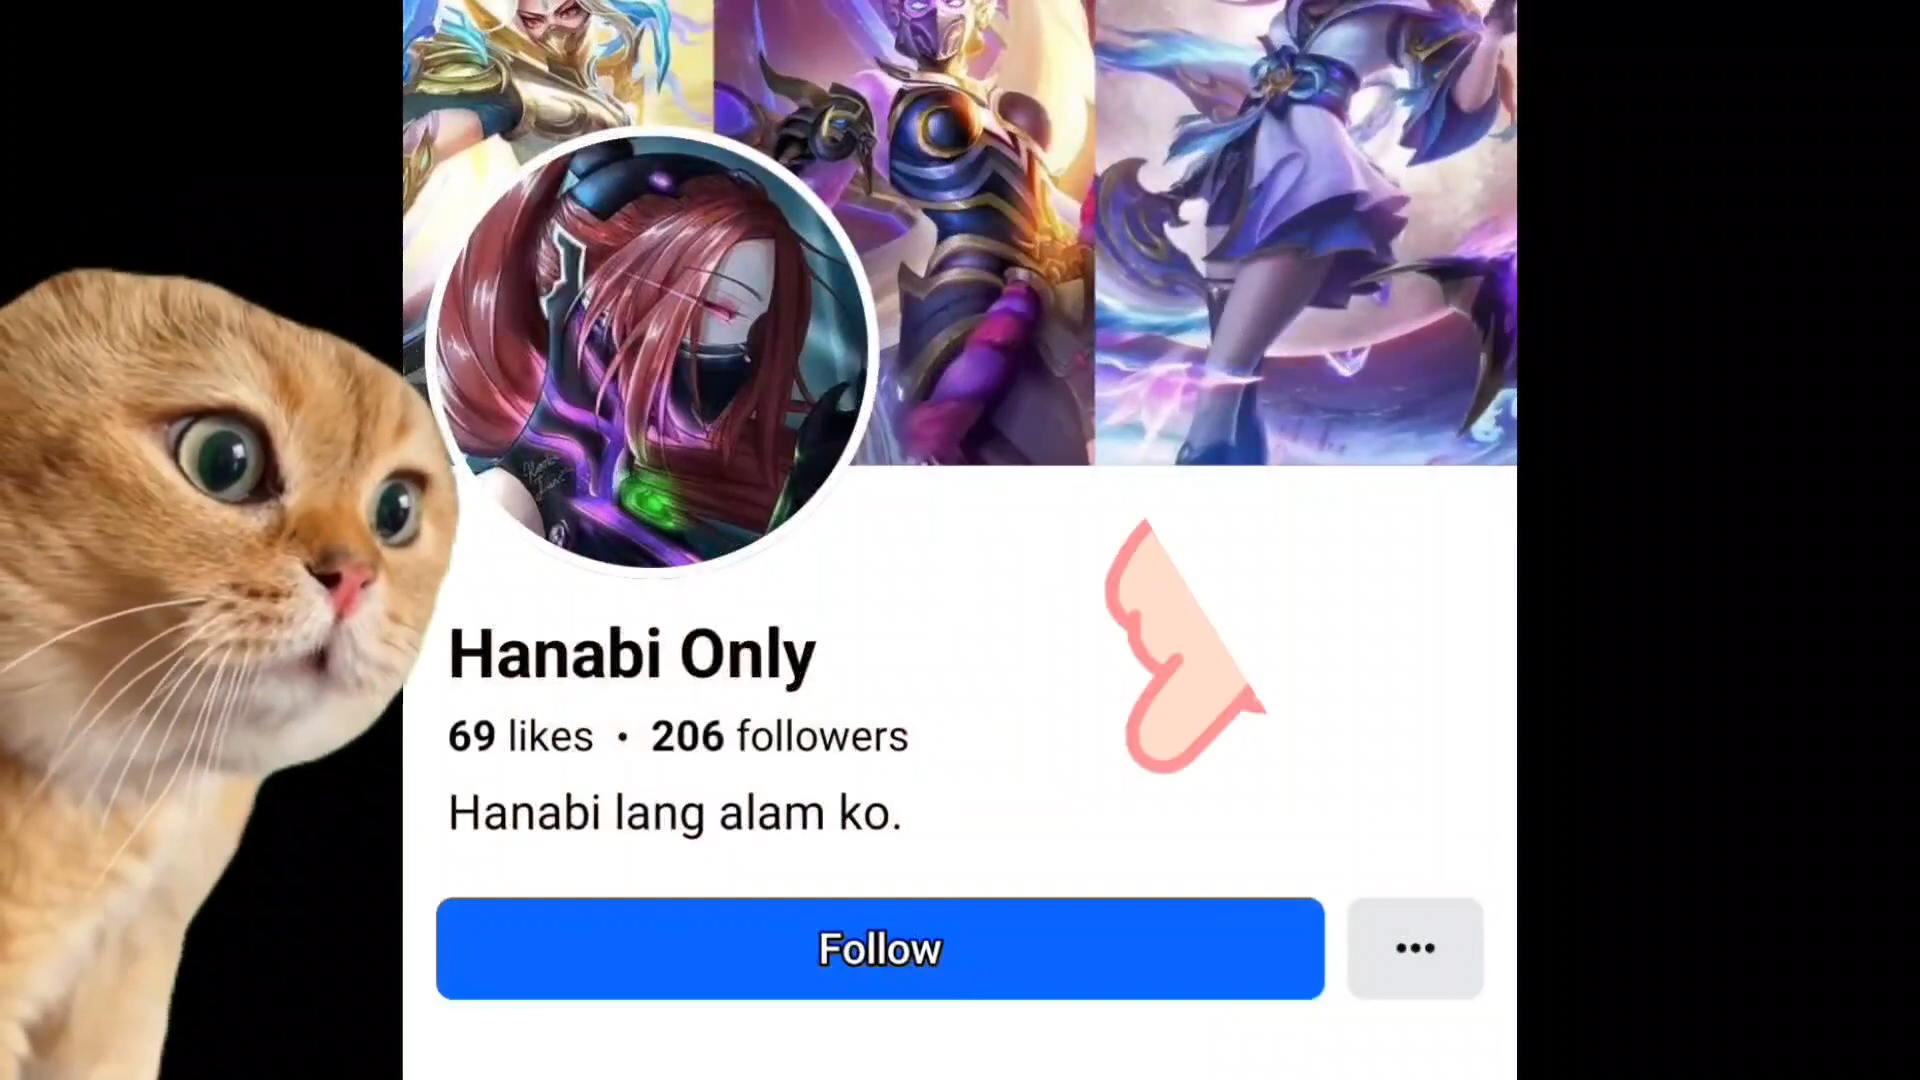 Hanabi Only
69 likes • 206 followers
Hanabi lang alam ko.
Follow